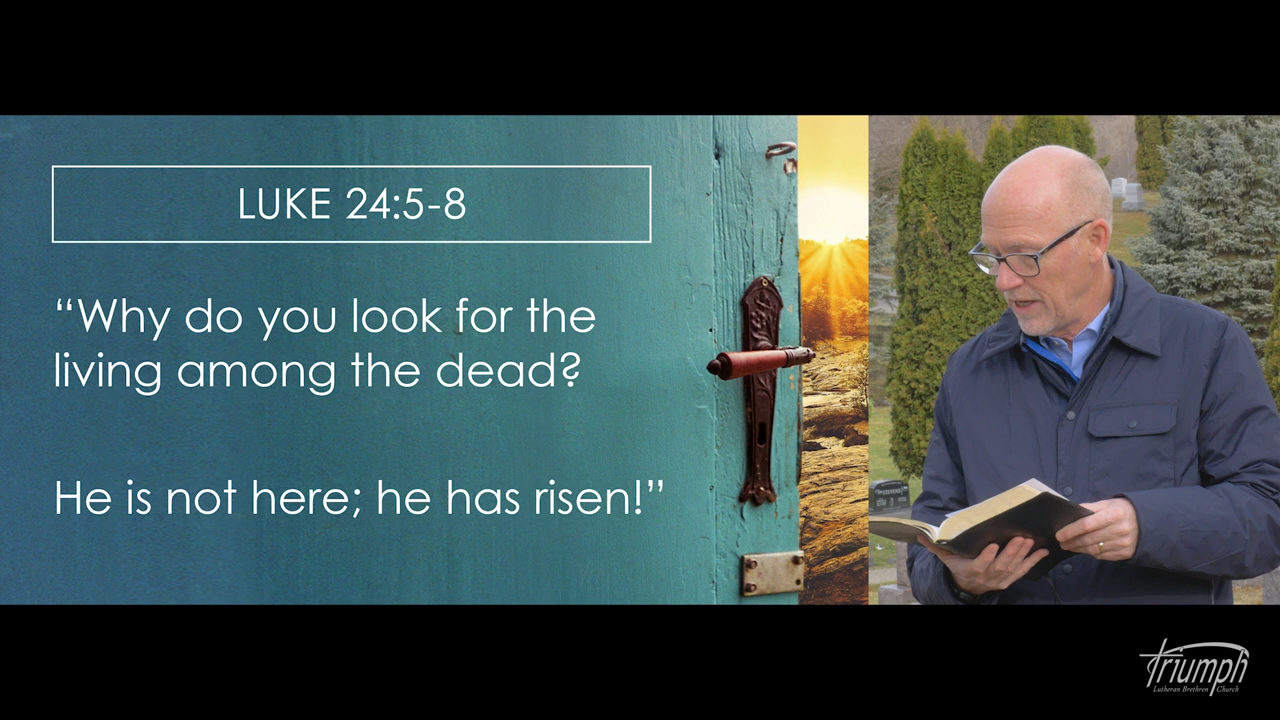 LUKE 24:5-8
“Why do you look for the
living among the dead?
He is not here; he has risen!”
Triumph
Lutheran Brethren Church